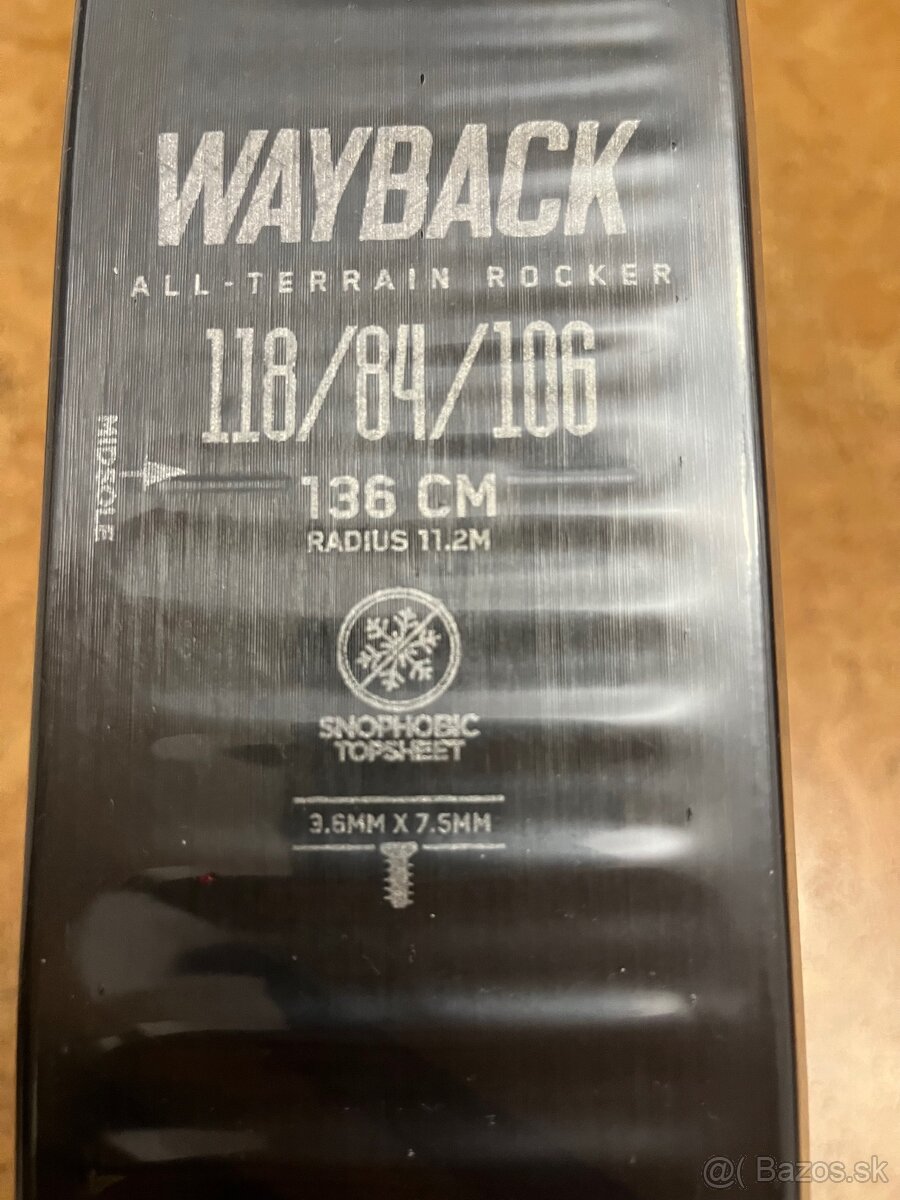 WAYBACK
ALL-TERRAIN ROCKER
118/84/106
MIDSOLE
136 CM
RADIUS 11.2M
SNOPHOBIC
TOPSHEET
3.6MM X 7.5MM
@( Bazos.sk